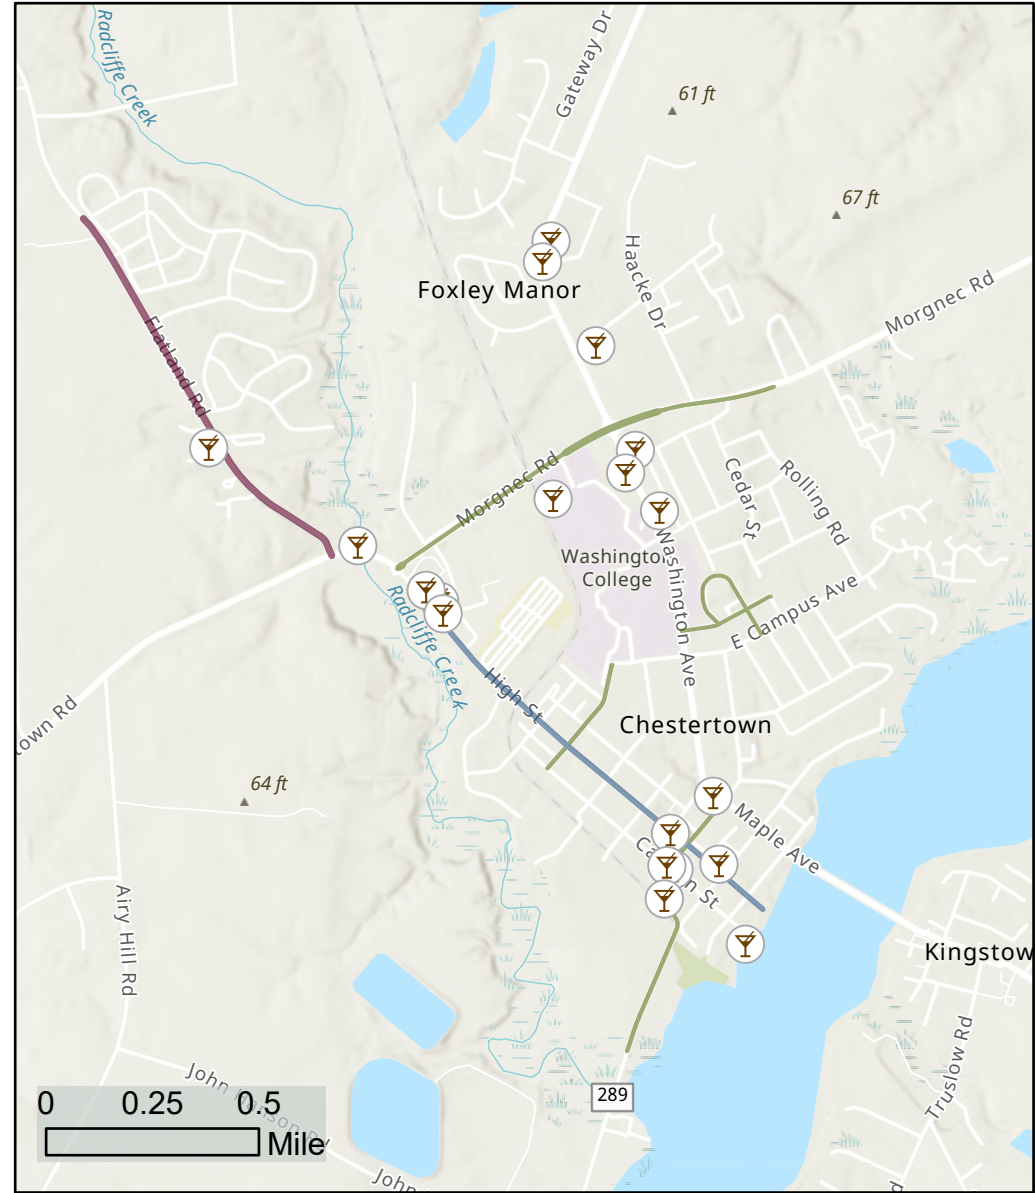 Radcliffe Creek
Gateway Dr
61 ft
67 ft
Haacke Dr
Foxley Manor
Morgnec Rd
Flatland Rd
Morgnec Rd
Cedar St
Rolling Rd
Washington
College
Washington Ave
E Campus Ave
Radcliffe Creek
High St
Chestertown
town Rd
64 ft
Maple Ave
Airy Hill Rd
Kingstow
Truslow Rd
289
0 0.25 0.5
Mile
John